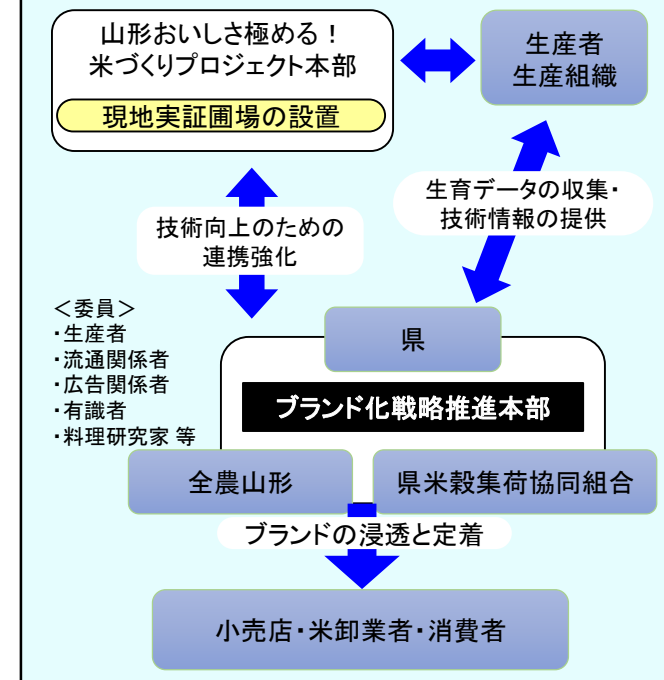 山形おいしさ極める！
米づくりプロジェクト本部
現地実証圃場の設置
生産者
生産組織
技術向上のための
連携強化
生育データの収集・
技術情報の提供
＜委員＞
・生産者
・流通関係者
・広告関係者
・有識者
・料理研究家 等
県
ブランド化戦略推進本部
全農山形
県米穀集荷協同組合
ブランドの浸透と定着
小売店・米卸業者・消費者